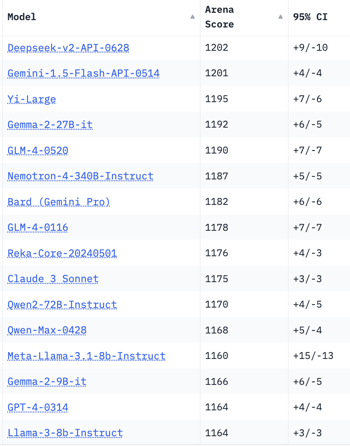 Model ▲ Arena Score ▲ 95% CI
Deepseek-v2-API-0628 1202 +9/-10
Gemini-1.5-Flash-API-0514 1201 +4/-4
Yi-Large 1195 +7/-6
Gemma-2-27B-it 1192 +6/-5
GLM-4-0520 1190 +7/-7
Nemotron-4-340B-Instruct 1187 +5/-5
Bard (Gemini Pro) 1182 +6/-6
GLM-4-0116 1178 +7/-7
Reka-Core-20240501 1176 +4/-3
Claude 3 Sonnet 1175 +3/-3
Qwen2-72B-Instruct 1170 +4/-5
Qwen-Max-0428 1168 +5/-4
Meta-Llama-3.1-8b-Instruct 1160 +15/-13
Gemma-2-9B-it 1166 +6/-5
GPT-4-0314 1164 +4/-4
Llama-3-8b-Instruct 1164 +3/-3